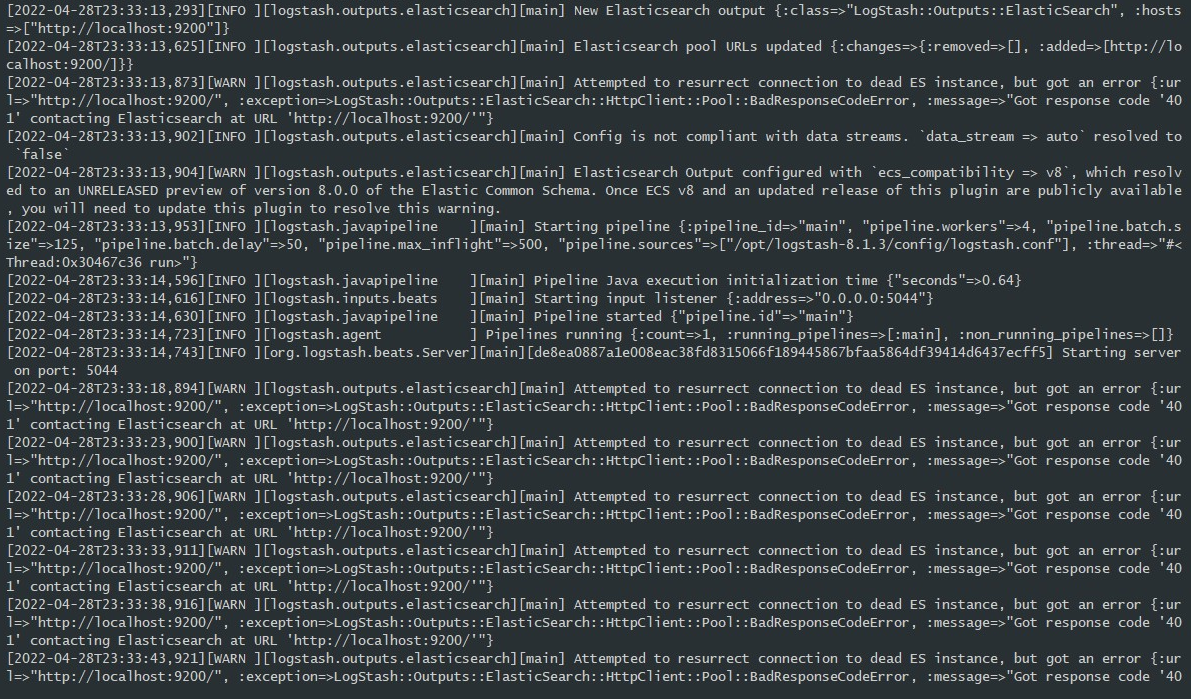 [2022-04-28T23:33:13,293][INFO ][logstash.outputs.elasticsearch][main] New Elasticsearch output {:class=>"LogStash::Outputs::ElasticSearch", :hosts
=>["http://localhost:9200"]}
[2022-04-28T23:33:13,625][INFO ][logstash.outputs.elasticsearch][main] Elasticsearch pool URLs updated {:changes=>{:removed=>[], :added=>[http://lo
calhost:9200/]}}
[2022-04-28T23:33:13,873][WARN ][logstash.outputs.elasticsearch][main] Attempted to resurrect connection to dead ES instance, but got an error {:ur
l=>"http://localhost:9200/", :exception=>LogStash::Outputs::ElasticSearch::HttpClient::Pool::BadResponseCodeError, :message=>"Got response code '40
1' contacting Elasticsearch at URL 'http://localhost:9200/'"}
[2022-04-28T23:33:13,902][INFO ][logstash.outputs.elasticsearch][main] Config is not compliant with data streams. `data_stream => auto` resolved to
 `false`
[2022-04-28T23:33:13,904][WARN ][logstash.outputs.elasticsearch][main] Elasticsearch Output configured with `ecs_compatibility => v8`, which resolv
ed to an UNRELEASED preview of version 8.0.0 of the Elastic Common Schema. Once ECS v8 and an updated release of this plugin are publicly available
, you will need to update this plugin to resolve this warning.
[2022-04-28T23:33:13,953][INFO ][logstash.javapipeline    ][main] Starting pipeline {:pipeline_id=>"main", "pipeline.workers"=>4, "pipeline.batch.s
ize"=>125, "pipeline.batch.delay"=>50, "pipeline.max_inflight"=>500, "pipeline.sources"=>["/opt/logstash-8.1.3/config/logstash.conf"], :thread=>"#<
Thread:0x30467c36 run>"}
[2022-04-28T23:33:14,596][INFO ][logstash.javapipeline    ][main] Pipeline Java execution initialization time {"seconds"=>0.64}
[2022-04-28T23:33:14,616][INFO ][logstash.inputs.beats    ][main] Starting input listener {:address=>"0.0.0.0:5044"}
[2022-04-28T23:33:14,630][INFO ][logstash.javapipeline    ][main] Pipeline started {"pipeline.id"=>"main"}
[2022-04-28T23:33:14,723][INFO ][logstash.agent           ] Pipelines running {:count=>1, :running_pipelines=>[:main], :non_running_pipelines=>[]}
[2022-04-28T23:33:14,743][INFO ][org.logstash.beats.Server][main][de8ea0887a1e008eac38fd8315066f189445867bfaa5864df39414d6437ecff5] Starting server
 on port: 5044
[2022-04-28T23:33:18,894][WARN ][logstash.outputs.elasticsearch][main] Attempted to resurrect connection to dead ES instance, but got an error {:ur
l=>"http://localhost:9200/", :exception=>LogStash::Outputs::ElasticSearch::HttpClient::Pool::BadResponseCodeError, :message=>"Got response code '40
1' contacting Elasticsearch at URL 'http://localhost:9200/'"}
[2022-04-28T23:33:23,900][WARN ][logstash.outputs.elasticsearch][main] Attempted to resurrect connection to dead ES instance, but got an error {:ur
l=>"http://localhost:9200/", :exception=>LogStash::Outputs::ElasticSearch::HttpClient::Pool::BadResponseCodeError, :message=>"Got response code '40
1' contacting Elasticsearch at URL 'http://localhost:9200/'"}
[2022-04-28T23:33:28,906][WARN ][logstash.outputs.elasticsearch][main] Attempted to resurrect connection to dead ES instance, but got an error {:ur
l=>"http://localhost:9200/", :exception=>LogStash::Outputs::ElasticSearch::HttpClient::Pool::BadResponseCodeError, :message=>"Got response code '40
1' contacting Elasticsearch at URL 'http://localhost:9200/'"}
[2022-04-28T23:33:33,911][WARN ][logstash.outputs.elasticsearch][main] Attempted to resurrect connection to dead ES instance, but got an error {:ur
l=>"http://localhost:9200/", :exception=>LogStash::Outputs::ElasticSearch::HttpClient::Pool::BadResponseCodeError, :message=>"Got response code '40
1' contacting Elasticsearch at URL 'http://localhost:9200/'"}
[2022-04-28T23:33:38,916][WARN ][logstash.outputs.elasticsearch][main] Attempted to resurrect connection to dead ES instance, but got an error {:ur
l=>"http://localhost:9200/", :exception=>LogStash::Outputs::ElasticSearch::HttpClient::Pool::BadResponseCodeError, :message=>"Got response code '40
1' contacting Elasticsearch at URL 'http://localhost:9200/'"}
[2022-04-28T23:33:43,921][WARN ][logstash.outputs.elasticsearch][main] Attempted to resurrect connection to dead ES instance, but got an error {:ur
l=>"http://localhost:9200/", :exception=>LogStash::Outputs::ElasticSearch::HttpClient::Pool::BadResponseCodeError, :message=>"Got response code '40